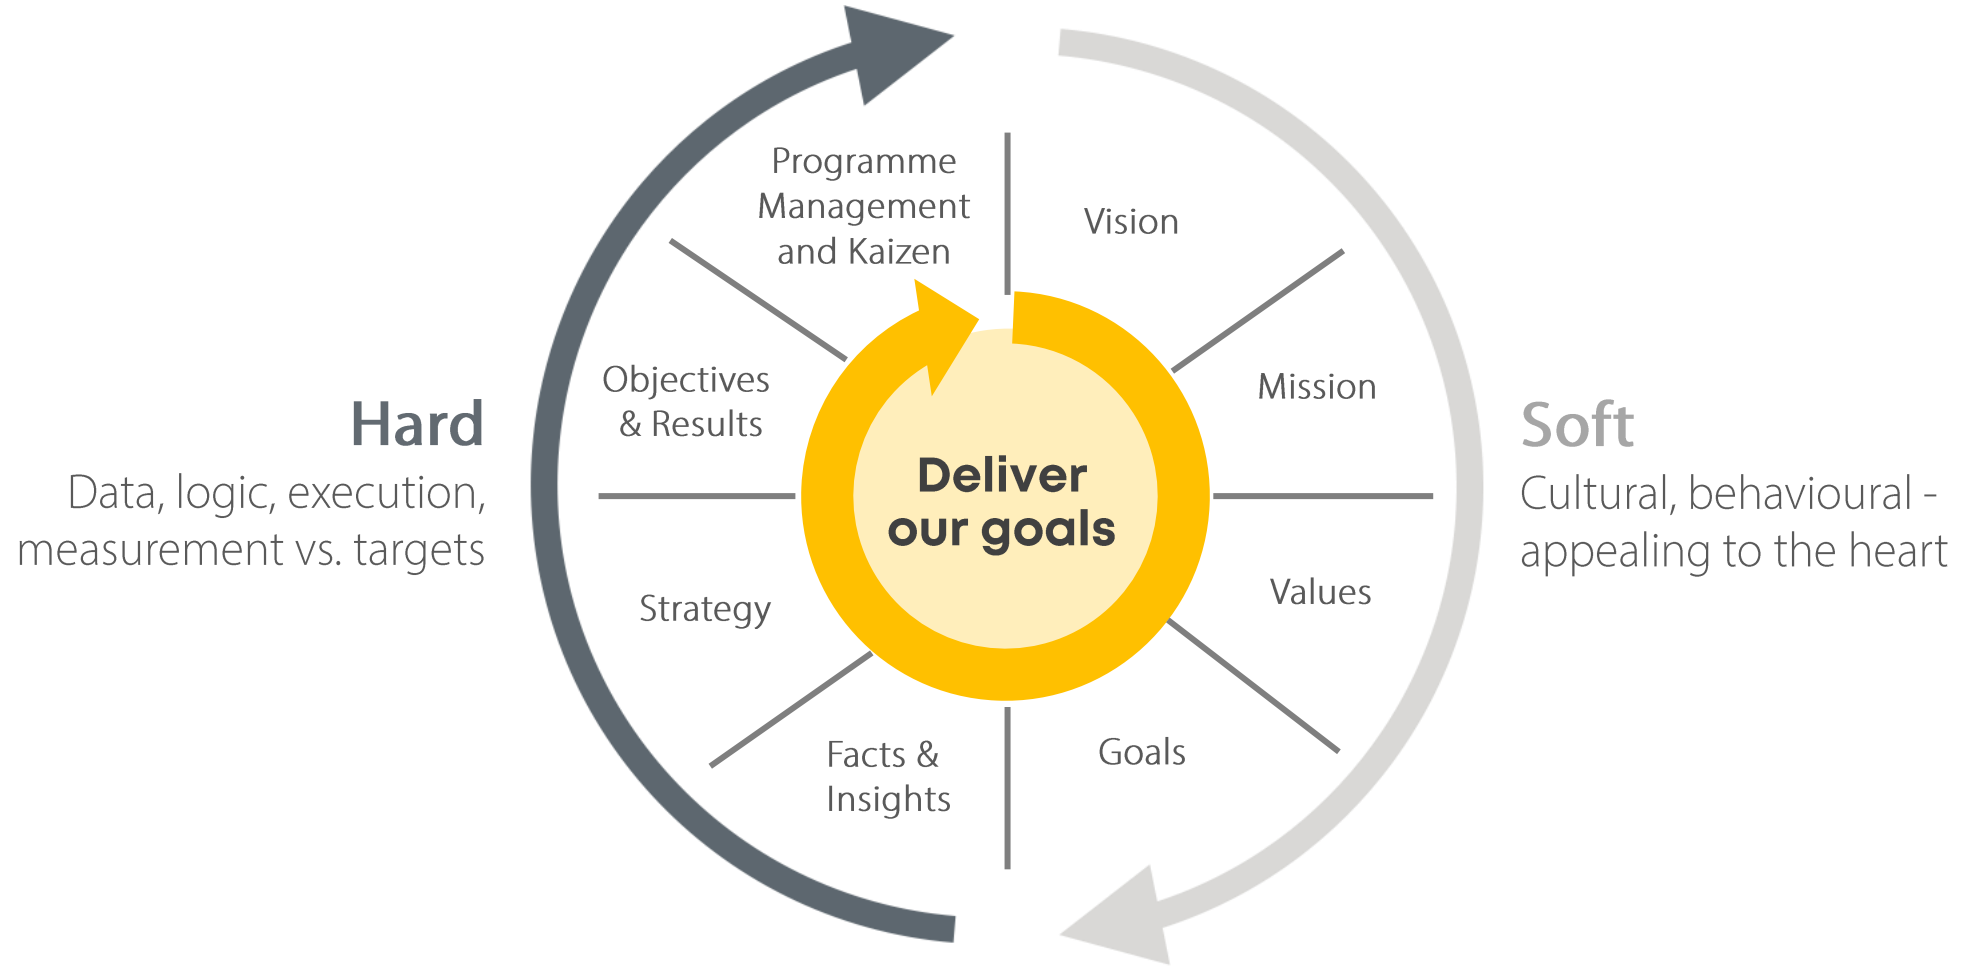 Programme
Management
and Kaizen
Vision
Objectives
& Results
Mission
Hard
Data, logic, execution,
measurement vs. targets
Deliver
our goals
Soft
Cultural, behavioural -
appealing to the heart
Strategy
Values
Facts &
Insights
Goals